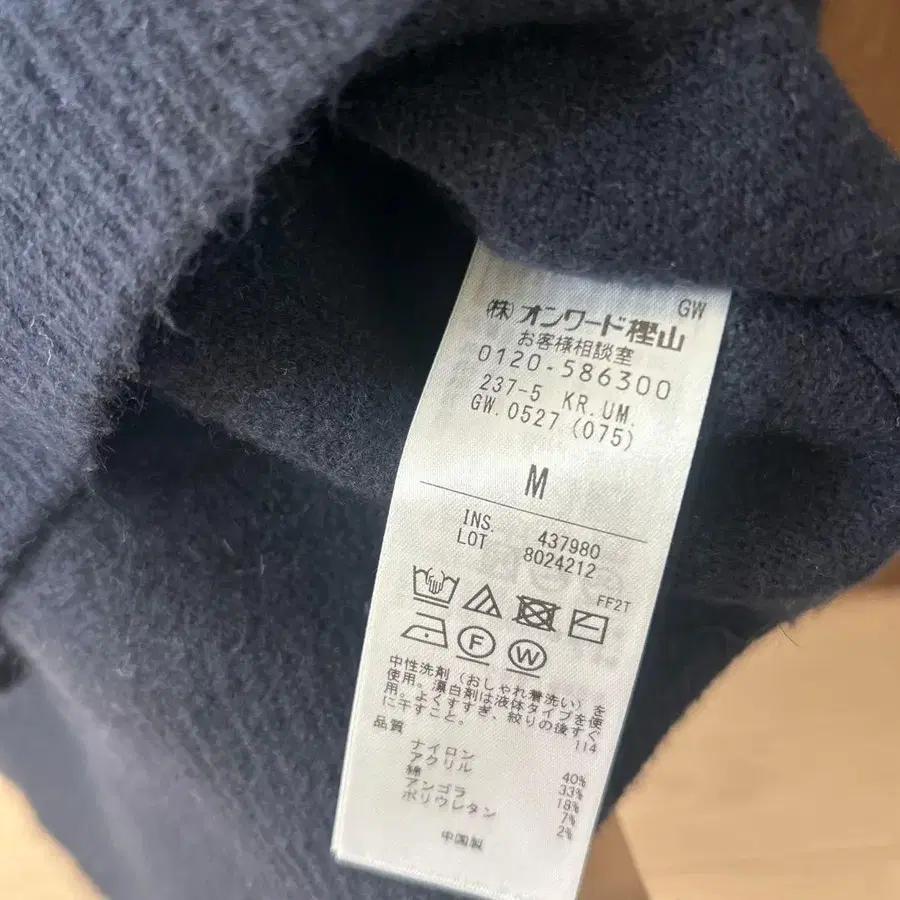 GW
(株)オンワード樫山
お客様相談室
0120-586300
237-5 KR.UM.
GW.0527 (075)
M
INS. 437980
LOT 8024212
FF2T
F W
中性洗剤（おしゃれ着洗い）を
使用。漂白剤は液体タイプを使
用。よくすすぎ、絞りの後すぐ
に干すこと。
114
品質
ナイロン 40%
アクリル 33%
綿 18%
アンゴラ 7%
ポリウレタン 2%
中国製